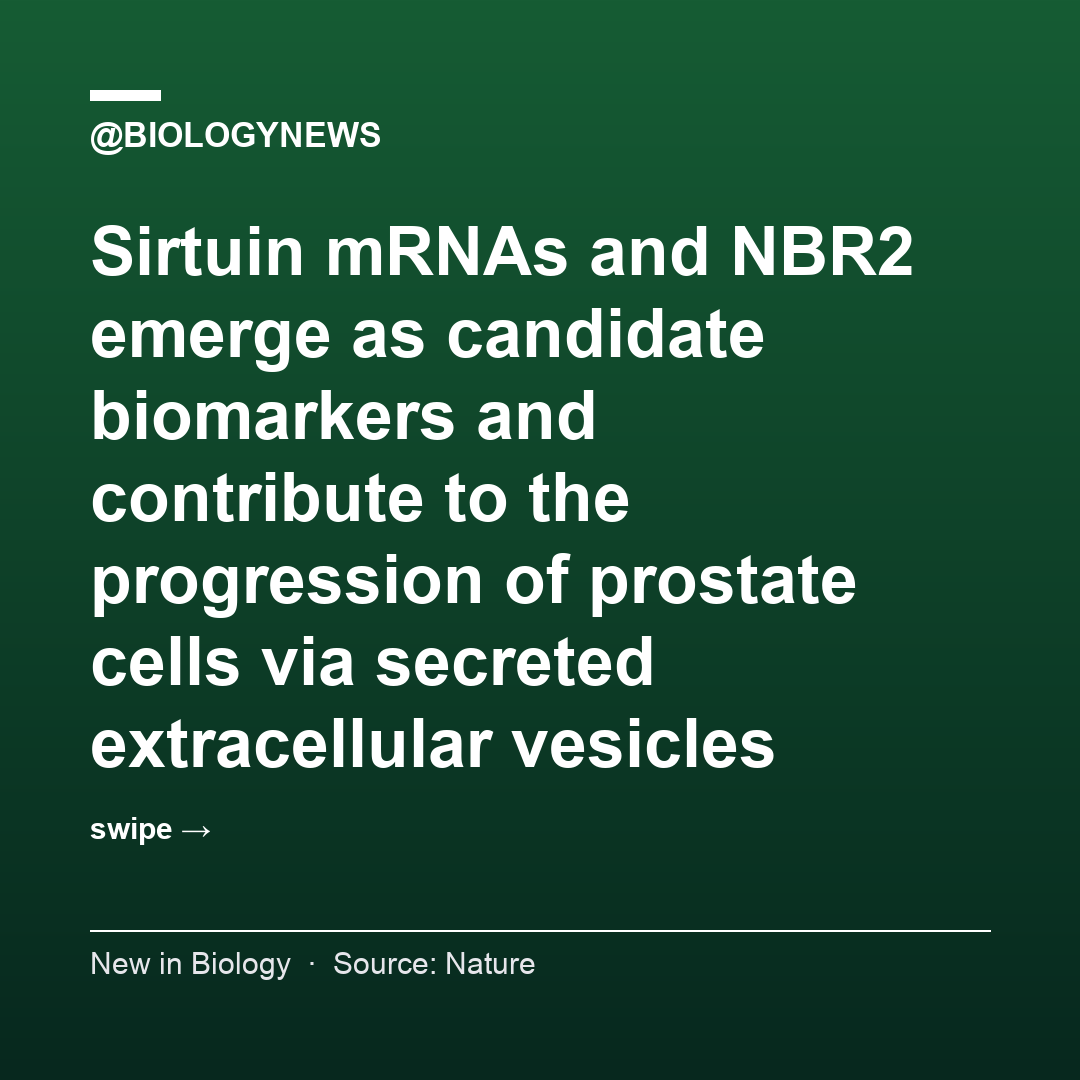 @BIOLOGYNEWS
Sirtuin mRNAs and NBR2
emerge as candidate
biomarkers and
contribute to the
progression of prostate
cells via secreted
extracellular vesicles
swipe →
New in Biology · Source: Nature